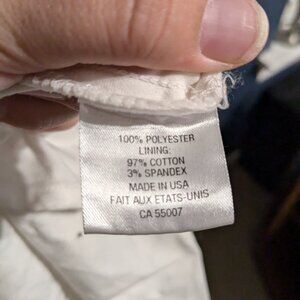 100% POLYESTER
LINING:
97% COTTON
3% SPANDEX
MADE IN USA
FAIT AUX ETATS-UNIS
CA 55007